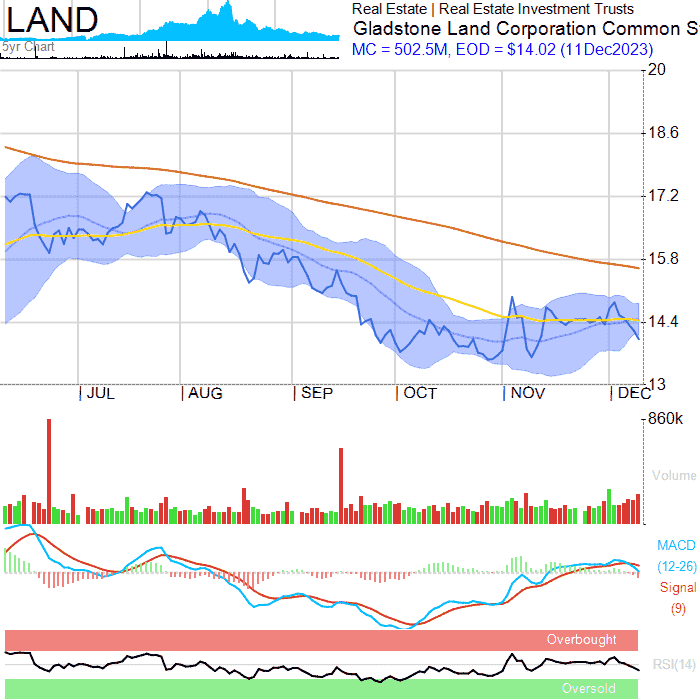 LAND
5yr Chart
Real Estate | Real Estate Investment Trusts
Gladstone Land Corporation Common S
MC = 502.5M, EOD = $14.02 (11Dec2023)
20
18.6
17.2
15.8
14.4
13
JUL AUG SEP OCT NOV DEC
860k
Volume
MACD
(12-26)
Signal
(9)
Overbought
RSI(14)
Oversold